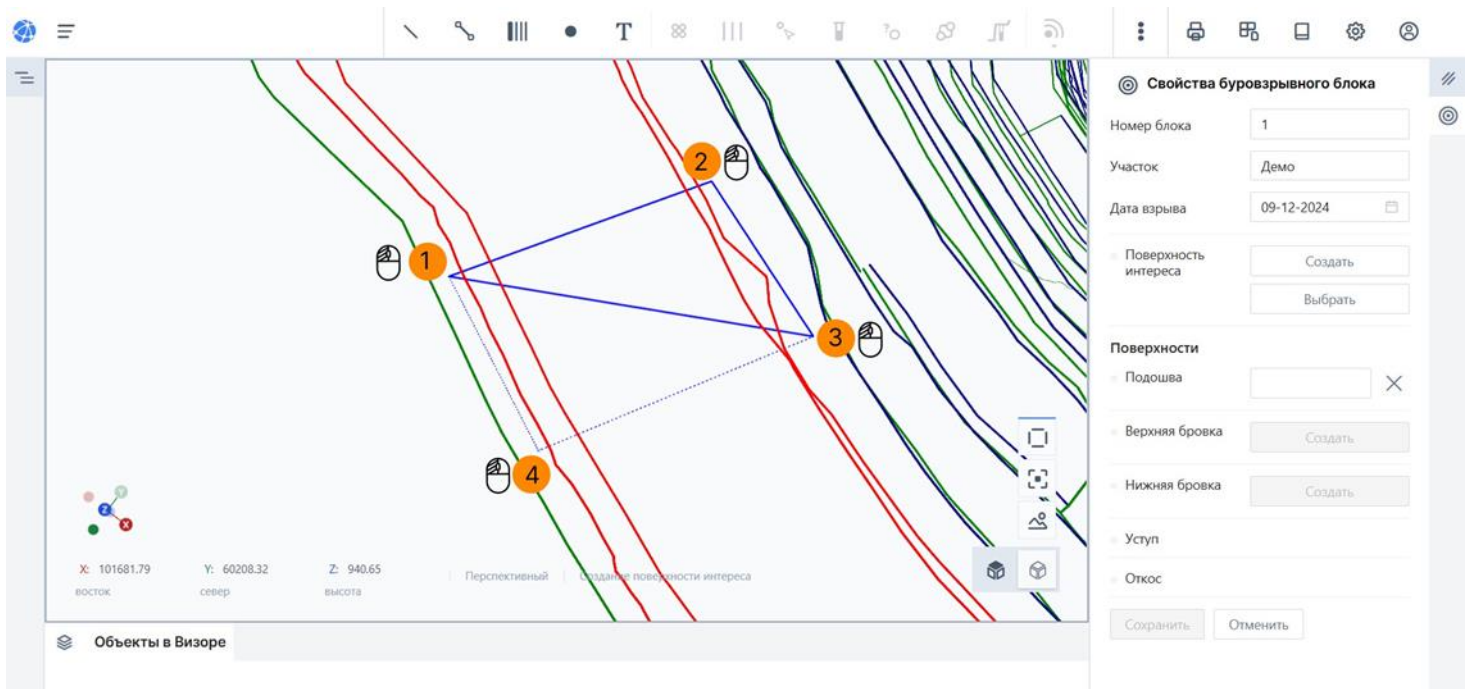 T
Свойства буровзрывного блока
Номер блока
1
Участок
Демо
Дата взрыва
09-12-2024
Поверхность
интереса
Создать
Выбрать
Поверхности
Подошва
Верхняя бровка
Создать
Нижняя бровка
Создать
Уступ
Откос
Сохранить
Отменить
2
1
3
4
Y
Z
X
X: 101681.79
восток
Y: 60208.32
север
Z: 940.65
высота
Перспективный
Создание поверхности интереса
Объекты в Визоре